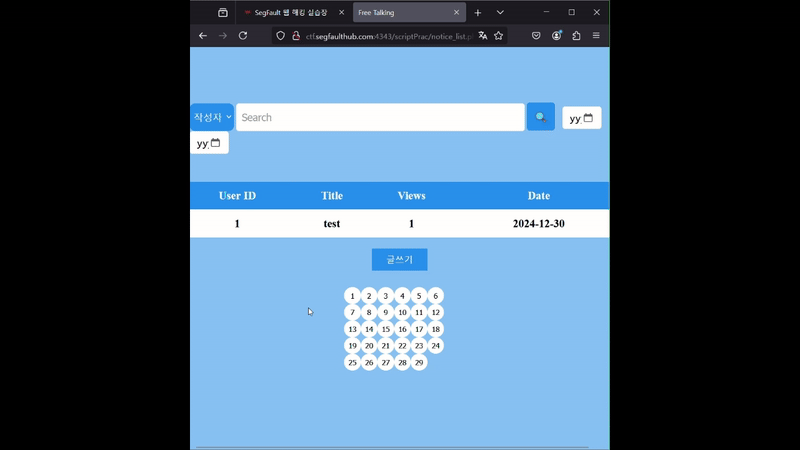 SegFault 웹 해킹 실습장
Free Talking
ctf.segfaulthub.com:4343/scriptPrac/notice_list.p
작성자
Search
yy
yy
User ID Title Views Date
1 test 1 2024-12-30
글쓰기
1 2 3 4 5 6
7 8 9 10 11 12
13 14 15 16 17 18
19 20 21 22 23 24
25 26 27 28 29